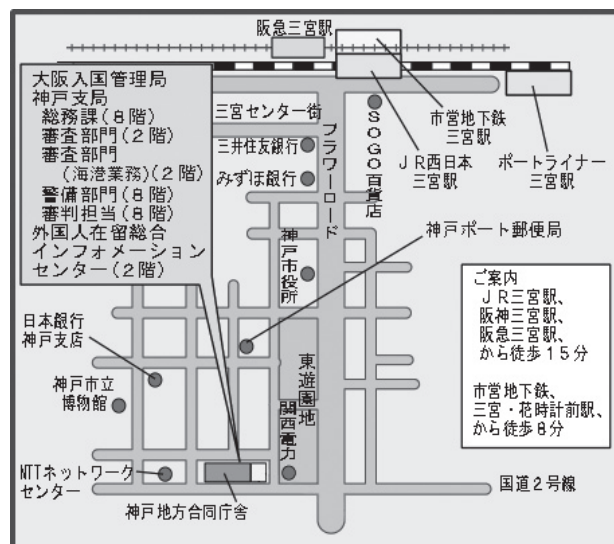 阪急三宮駅
大阪入国管理局
神戸支局
総務課(8階)
審査部門(2階)
審査部門
(海港業務)(2階)
警備部門(8階)
審判担当(8階)
外国人在留総合
インフォメーション
センター(2階)
三宮センター街
三井住友銀行
みずほ銀行
フラワーロード
SOGO百貨店
市営地下鉄
三宮駅
JR西日本
三宮駅
ポートライナー
三宮駅
神戸市役所
神戸ポート郵便局
ご案内
JR三宮駅、
阪神三宮駅、
阪急三宮駅、
から徒歩15分
市営地下鉄、
三宮・花時計前駅、
から徒歩8分
日本銀行
神戸支店
神戸市立
博物館
東遊園地
関西電力
NTTネットワーク
センター
神戸地方合同庁舎
国道2号線